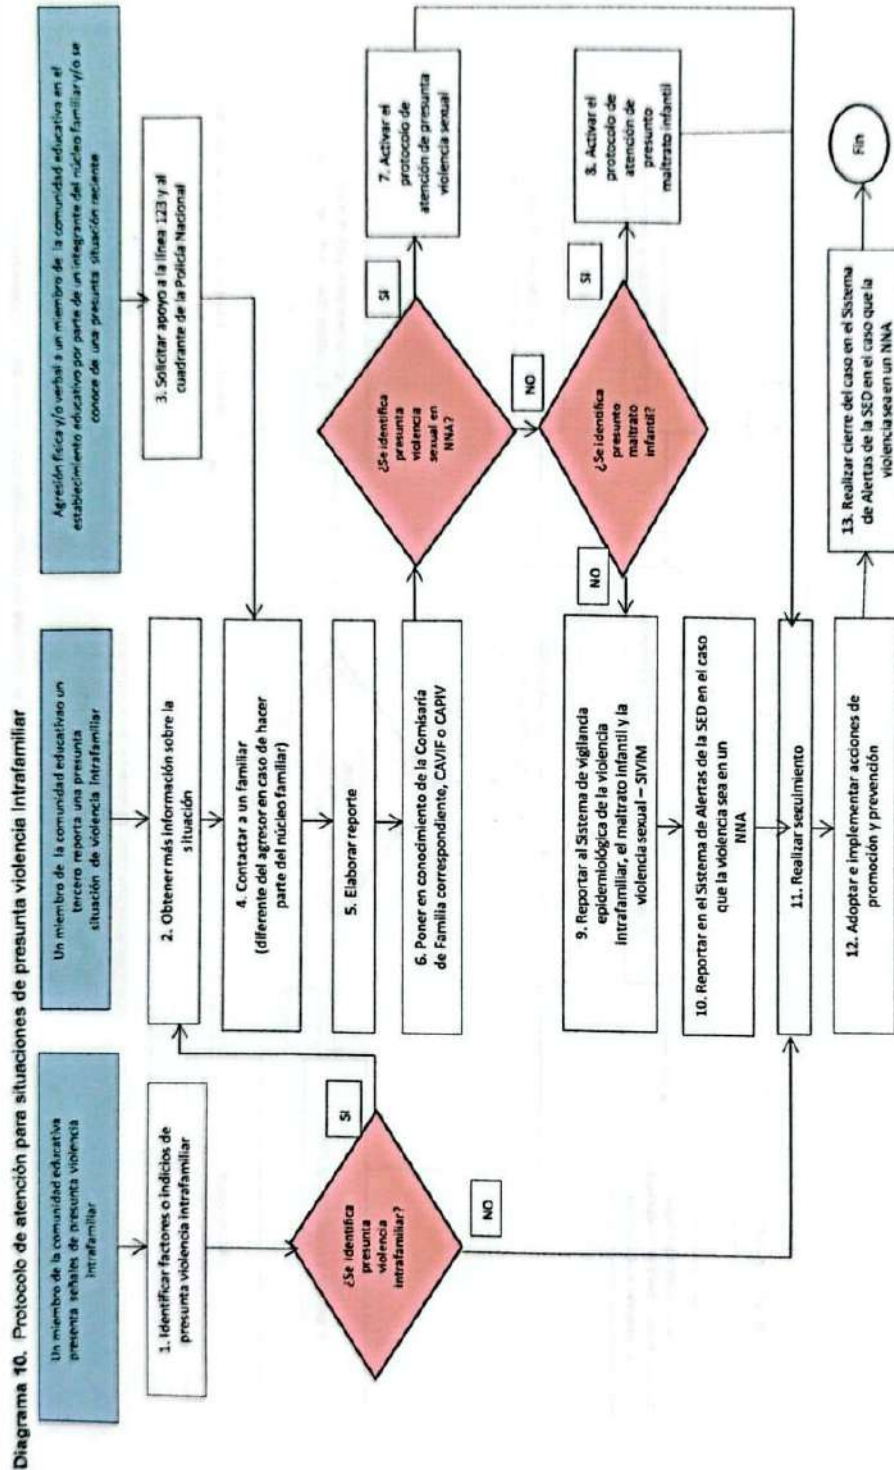 Diagrama 10. Protocolo de atención para situaciones de presunta violencia Intrafamiliar
Un miembro de la comunidad educativa
presenta señales de presunta violencia
intrafamiliar
1. Identificar factores o indicios de
presunta violencia intrafamiliar
¿Se identifica
presunta
violencia
intrafamiliar?
SI
NO
Un miembro de la comunidad educativao un
tercero reporta una presunta
situación de violencia intrafamiliar
2. Obtener más información sobre la
situación
4. Contactar a un familiar
(diferente del agresor en caso de hacer
parte del núcleo familiar)
5. Elaborar reporte
6. Poner en conocimiento de la Comisaría
de Familia correspondiente, CAVIF o CAPIV
9. Reportar al Sistema de vigilancia
epidemiológica de la violencia
intrafamiliar, el maltrato infantil y la
violencia sexual – SIVIM
10. Reportar en el Sistema de Alertas de la SED en el caso
que la violencia sea en un
NNA
11. Realizar seguimiento
12. Adoptar e implementar acciones de
promoción y prevención
Agresión física y/o verbal a un miembro de la comunidad educativa en el
establecimiento educativo por parte de un integrante del núcleo familiar y/o se
conoce de una presunta situación reciente
3. Solicitar apoyo a la línea 123 y al
cuadrante de la Policía Nacional
¿Se identifica
presunta
violencia
sexual en
NNA?
SI
7. Activar el
protocolo de
atención de presunta
violencia sexual
NO
¿Se identifica
presunto
maltrato
infantil?
SI
8. Activar el
protocolo de
atención de
presunto
maltrato infantil
NO
13. Realizar cierre del caso en el Sistema
de Alertas de la SED en el caso que la
violencia sea en un NNA
Fin